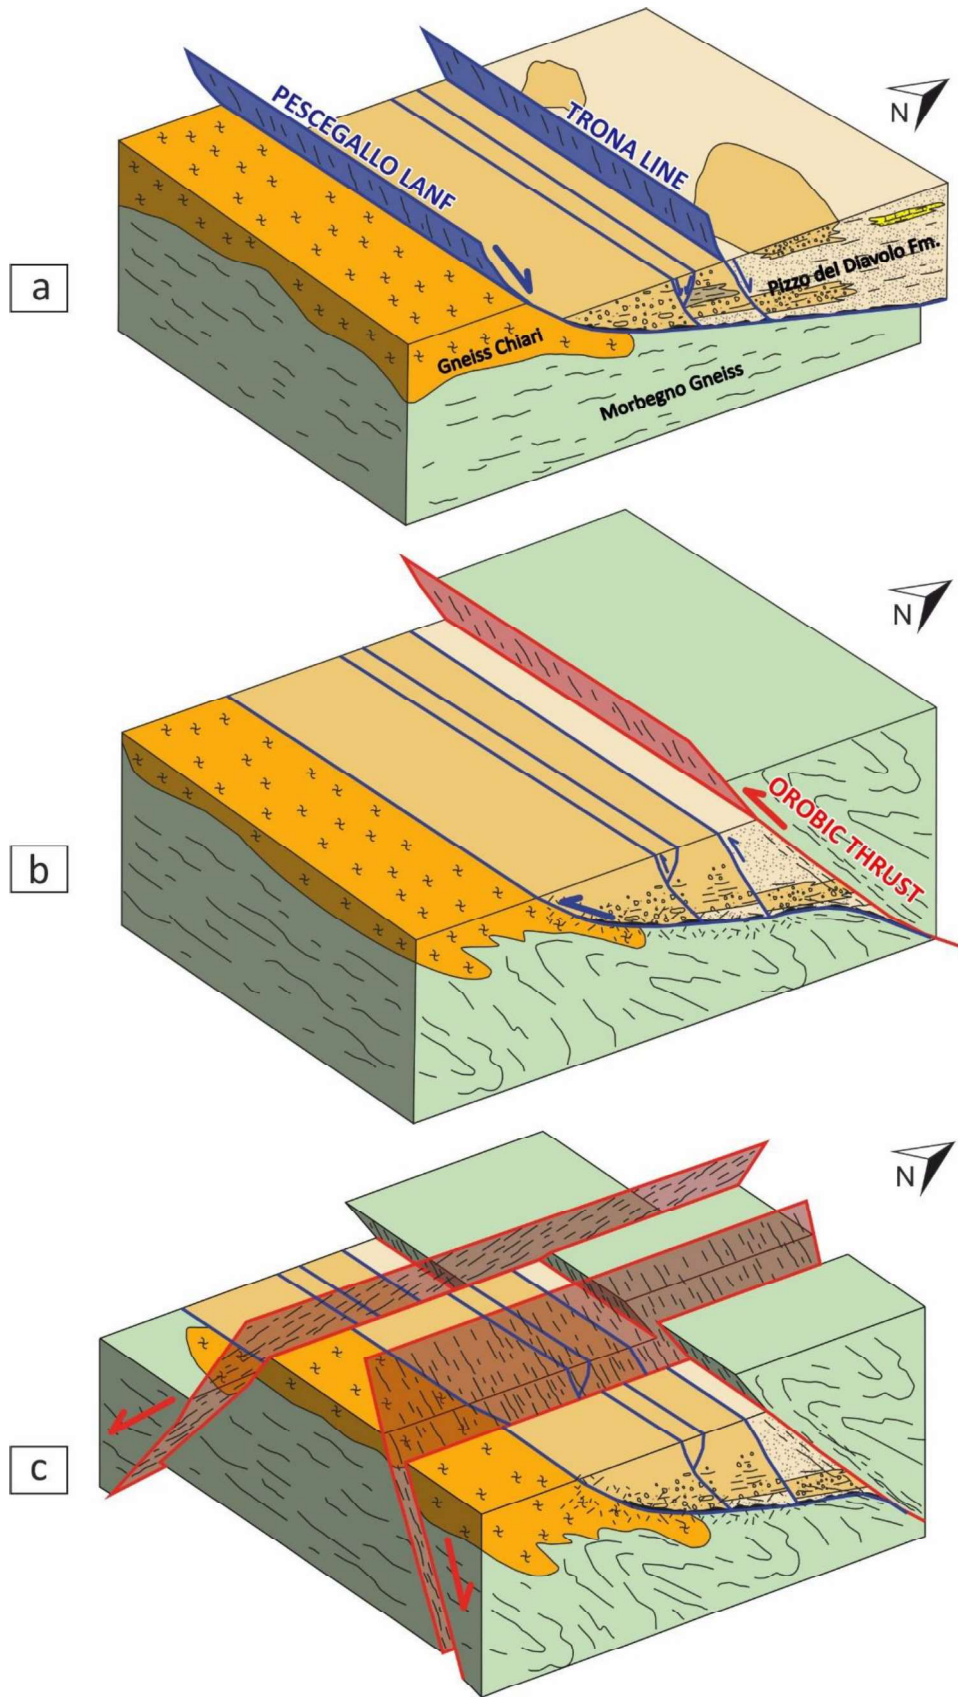 PESCEGALLO LANF
TRONA LINE
N
a
Pizzo del Diavolo Fm.
Gneiss Chiari
Morbegno Gneiss
N
b
OROBIC THRUST
N
c